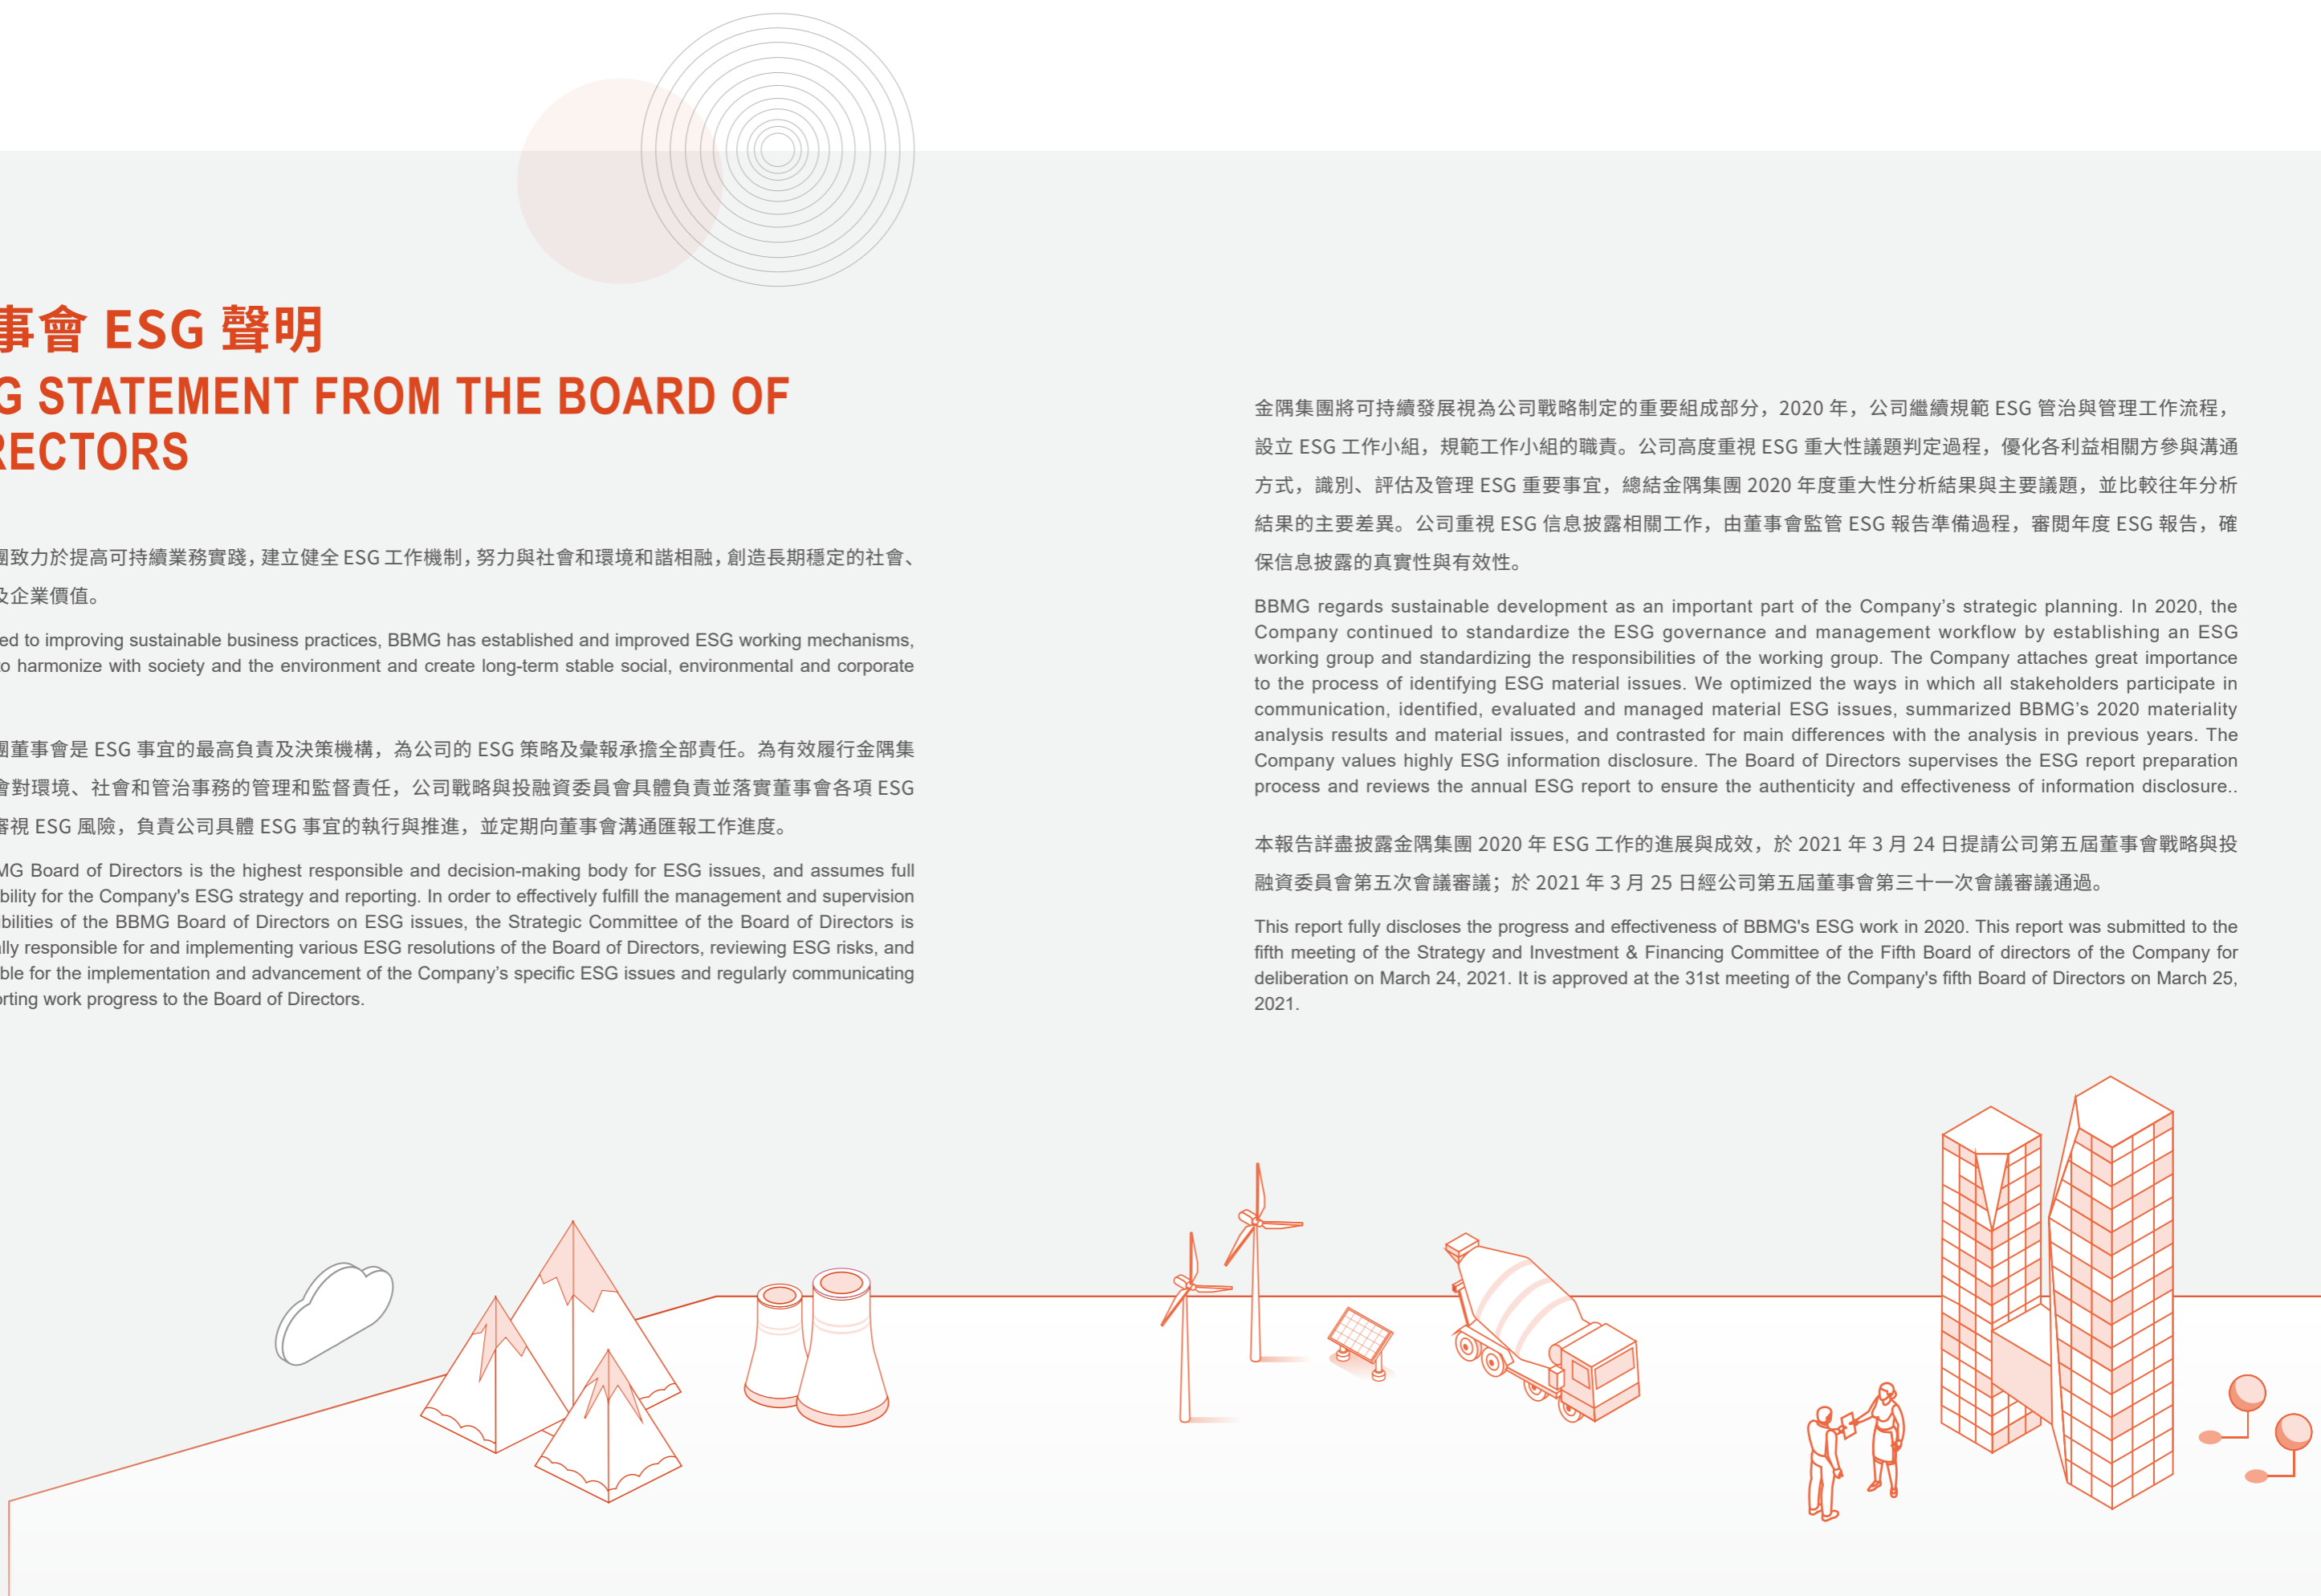 事會 ESG 聲明
G STATEMENT FROM THE BOARD OF
RECTORS
團致力於提高可持續業務實踐，建立健全 ESG 工作機制，努力與社會和環境和諧相融，創造長期穩定的社會、
及企業價值。
ed to improving sustainable business practices, BBMG has established and improved ESG working mechanisms,
to harmonize with society and the environment and create long-term stable social, environmental and corporate
團董事會是 ESG 事宜的最高負責及決策機構，為公司的 ESG 策略及彙報承擔全部責任。為有效履行金隅集
會對環境、社會和管治事務的管理和監督責任，公司戰略與投融資委員會具體負責並落實董事會各項 ESG
審視 ESG 風險，負責公司具體 ESG 事宜的執行與推進，並定期向董事會溝通匯報工作進度。
MG Board of Directors is the highest responsible and decision-making body for ESG issues, and assumes full
ibility for the Company's ESG strategy and reporting. In order to effectively fulfill the management and supervision
ibilities of the BBMG Board of Directors on ESG issues, the Strategic Committee of the Board of Directors is
lly responsible for and implementing various ESG resolutions of the Board of Directors, reviewing ESG risks, and
ble for the implementation and advancement of the Company’s specific ESG issues and regularly communicating
orting work progress to the Board of Directors.
金隅集團將可持續發展視為公司戰略制定的重要組成部分，2020 年，公司繼續規範 ESG 管治與管理工作流程，
設立 ESG 工作小組，規範工作小組的職責。公司高度重視 ESG 重大性議題判定過程，優化各利益相關方參與溝通
方式，識別、評估及管理 ESG 重要事宜，總結金隅集團 2020 年度重大性分析結果與主要議題，並比較往年分析
結果的主要差異。公司重視 ESG 信息披露相關工作，由董事會監管 ESG 報告準備過程，審閱年度 ESG 報告，確
保信息披露的真實性與有效性。
BBMG regards sustainable development as an important part of the Company’s strategic planning. In 2020, the
Company continued to standardize the ESG governance and management workflow by establishing an ESG
working group and standardizing the responsibilities of the working group. The Company attaches great importance
to the process of identifying ESG material issues. We optimized the ways in which all stakeholders participate in
communication, identified, evaluated and managed material ESG issues, summarized BBMG’s 2020 materiality
analysis results and material issues, and contrasted for main differences with the analysis in previous years. The
Company values highly ESG information disclosure. The Board of Directors supervises the ESG report preparation
process and reviews the annual ESG report to ensure the authenticity and effectiveness of information disclosure..
本報告詳盡披露金隅集團 2020 年 ESG 工作的進展與成效，於 2021 年 3 月 24 日提請公司第五屆董事會戰略與投
融資委員會第五次會議審議；於 2021 年 3 月 25 日經公司第五屆董事會第三十一次會議審議通過。
This report fully discloses the progress and effectiveness of BBMG's ESG work in 2020. This report was submitted to the
fifth meeting of the Strategy and Investment & Financing Committee of the Fifth Board of directors of the Company for
deliberation on March 24, 2021. It is approved at the 31st meeting of the Company's fifth Board of Directors on March 25,
2021.